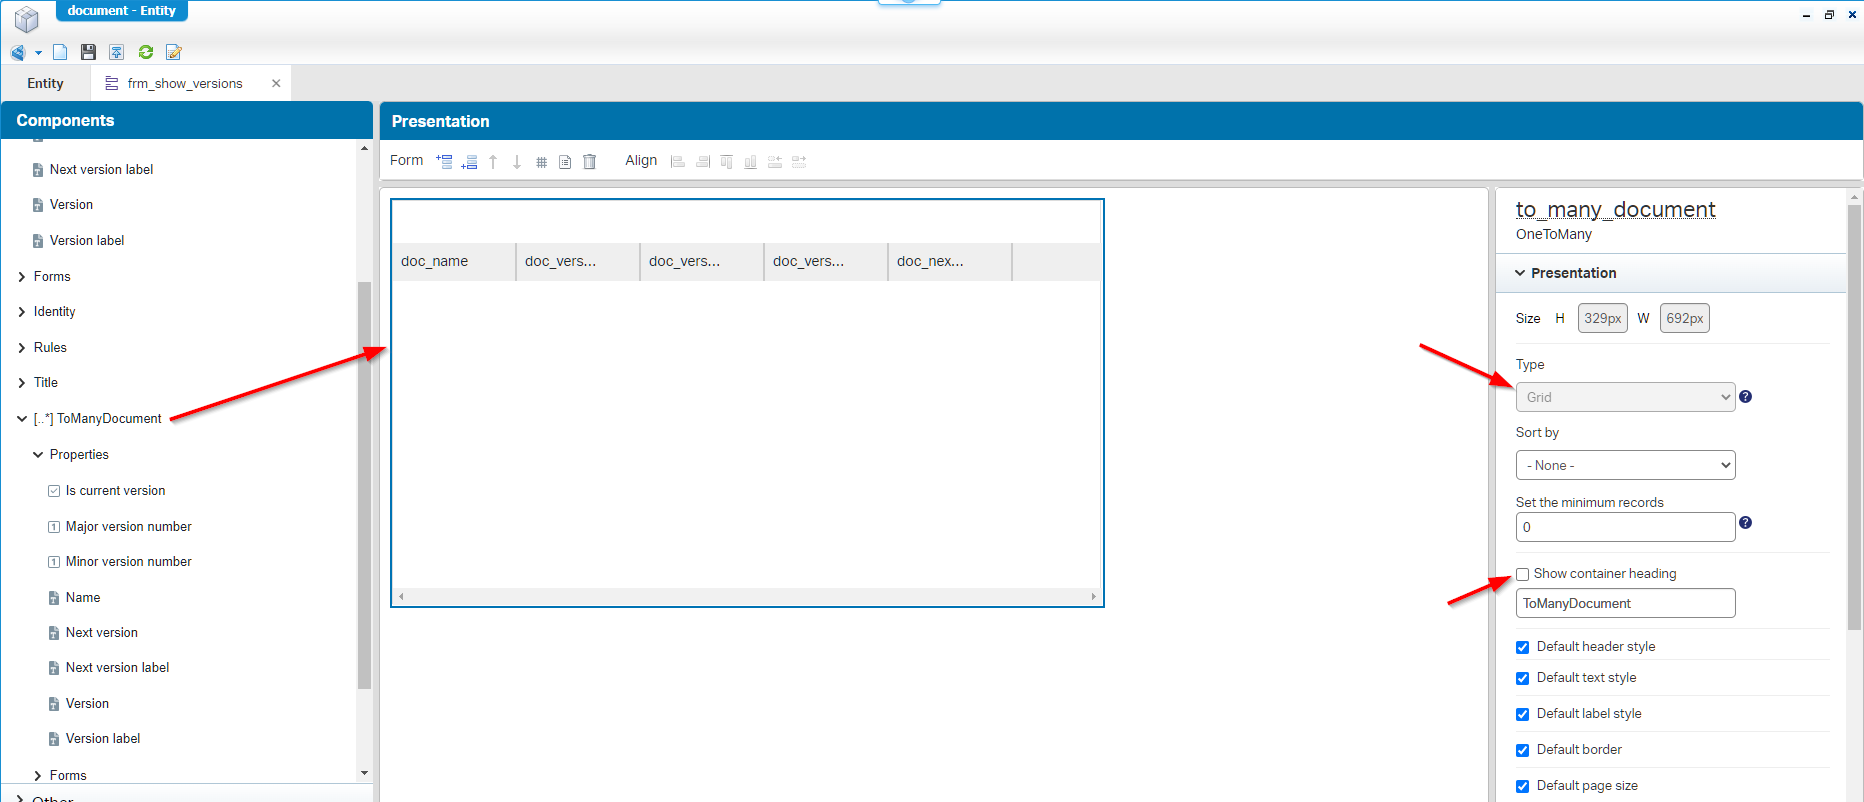 document - Entity
Entity
frm_show_versions
Components
Next version label
Version
Version label
Forms
Identity
Rules
Title
[..*] ToManyDocument
Properties
Is current version
Major version number
Minor version number
Name
Next version
Next version label
Version
Version label
Forms
Other
Presentation
Form Align
doc_name doc_vers... doc_vers... doc_vers... doc_nex...
to_many_document
OneToMany
Presentation
Size H 329px W 692px
Type
Grid
Sort by
- None -
Set the minimum records
0
Show container heading
ToManyDocument
Default header style
Default text style
Default label style
Default border
Default page size